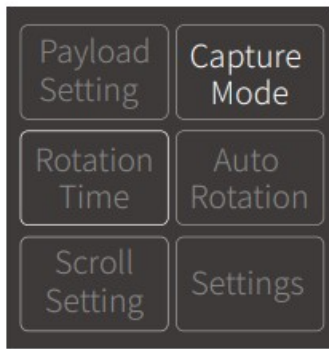 Payload
Setting
Capture
Mode
Rotation
Time
Auto
Rotation
Scroll
Setting
Settings